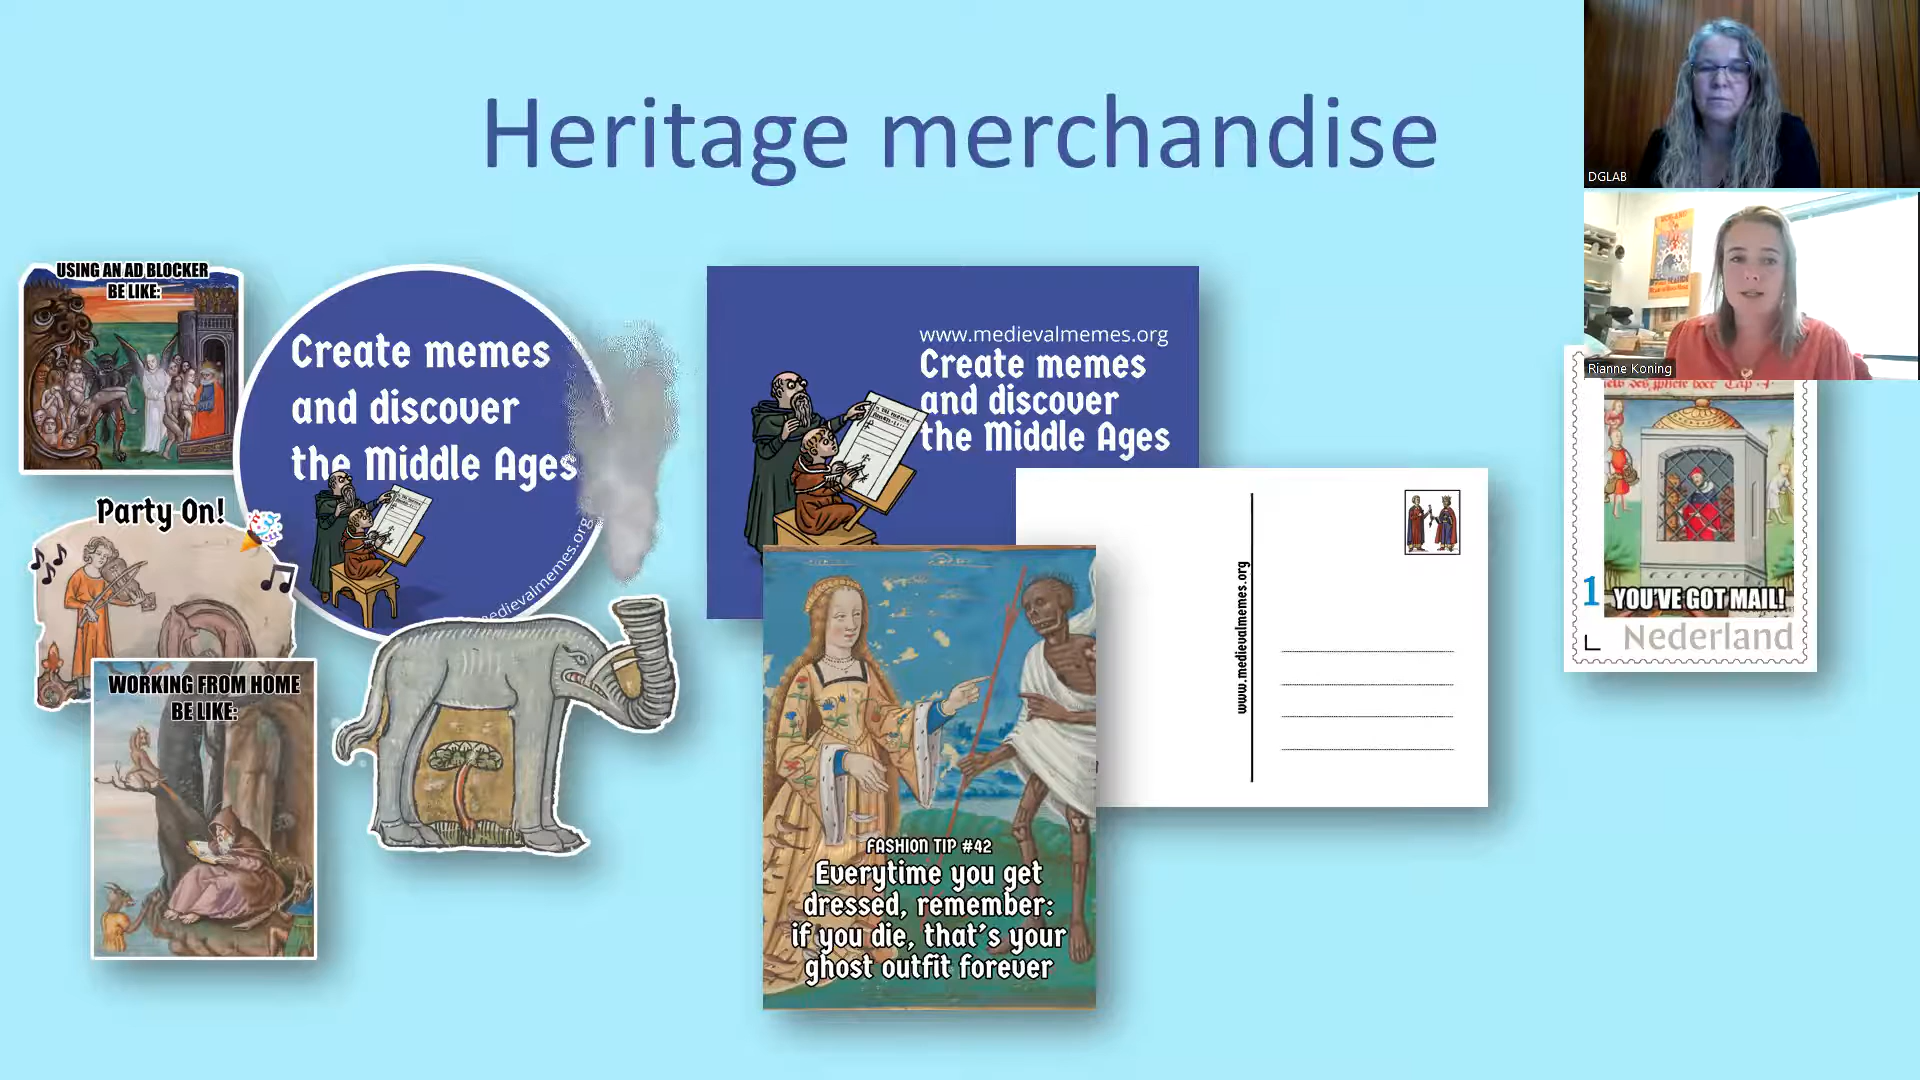 Heritage merchandise
DGLAB
Rianne Koning
USING AN AD BLOCKER
BE LIKE:
Create memes
and discover
the Middle Ages
medievalmemes.org
Party On!
WORKING FROM HOME
BE LIKE:
www.medievalmemes.org
Create memes
and discover
the Middle Ages
www.medievalmemes.org
FASHION TIP #42
Everytime you get
dressed, remember:
if you die, that's your
ghost outfit forever
1
YOU'VE GOT MAIL!
Nederland